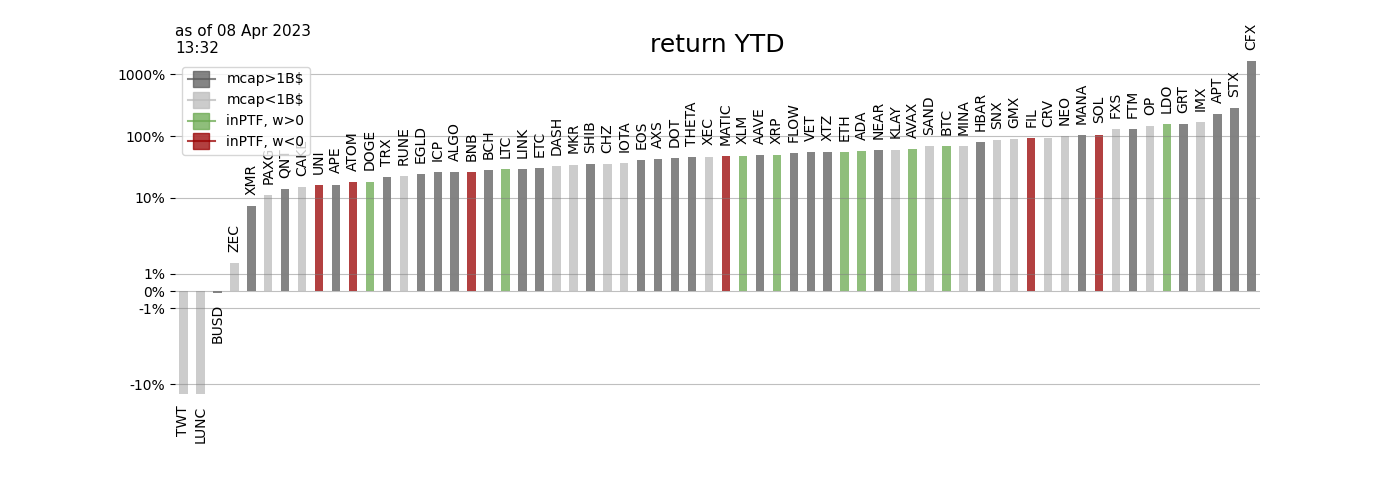 as of 08 Apr 2023
13:32
return YTD
mcap>1B$
mcap<1B$
inPTF, w>0
inPTF, w<0
1000%
100%
10%
1%
0%
-1%
-10%
TWT
LUNC
BUSD
ZEC
XMR
PAXG
QNT
CAKE
UNI
APE
ATOM
DOGE
TRX
RUNE
EGLD
ICP
ALGO
BNB
BCH
LTC
LINK
ETC
DASH
MKR
SHIB
CHZ
IOTA
EOS
AXS
DOT
THETA
XEC
MATIC
XLM
AAVE
XRP
FLOW
VET
XTZ
ETH
ADA
NEAR
KLAY
AVAX
SAND
BTC
MINA
HBAR
SNX
GMX
FIL
CRV
NEO
MANA
SOL
FXS
FTM
OP
LDO
GRT
IMX
APT
STX
CFX